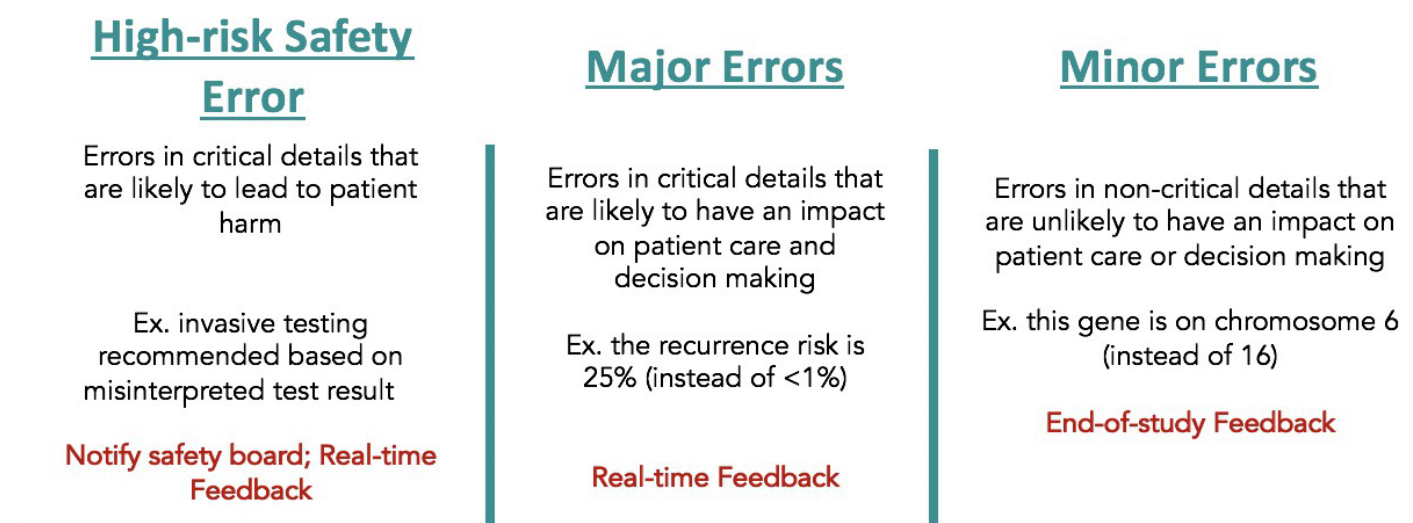 High-risk Safety
Error
Errors in critical details that
are likely to lead to patient
harm
Ex. invasive testing
recommended based on
misinterpreted test result
Notify safety board; Real-time
Feedback
Major Errors
Errors in critical details that
are likely to have an impact
on patient care and
decision making
Ex. the recurrence risk is
25% (instead of <1%)
Real-time Feedback
Minor Errors
Errors in non-critical details that
are unlikely to have an impact on
patient care or decision making
Ex. this gene is on chromosome 6
(instead of 16)
End-of-study Feedback